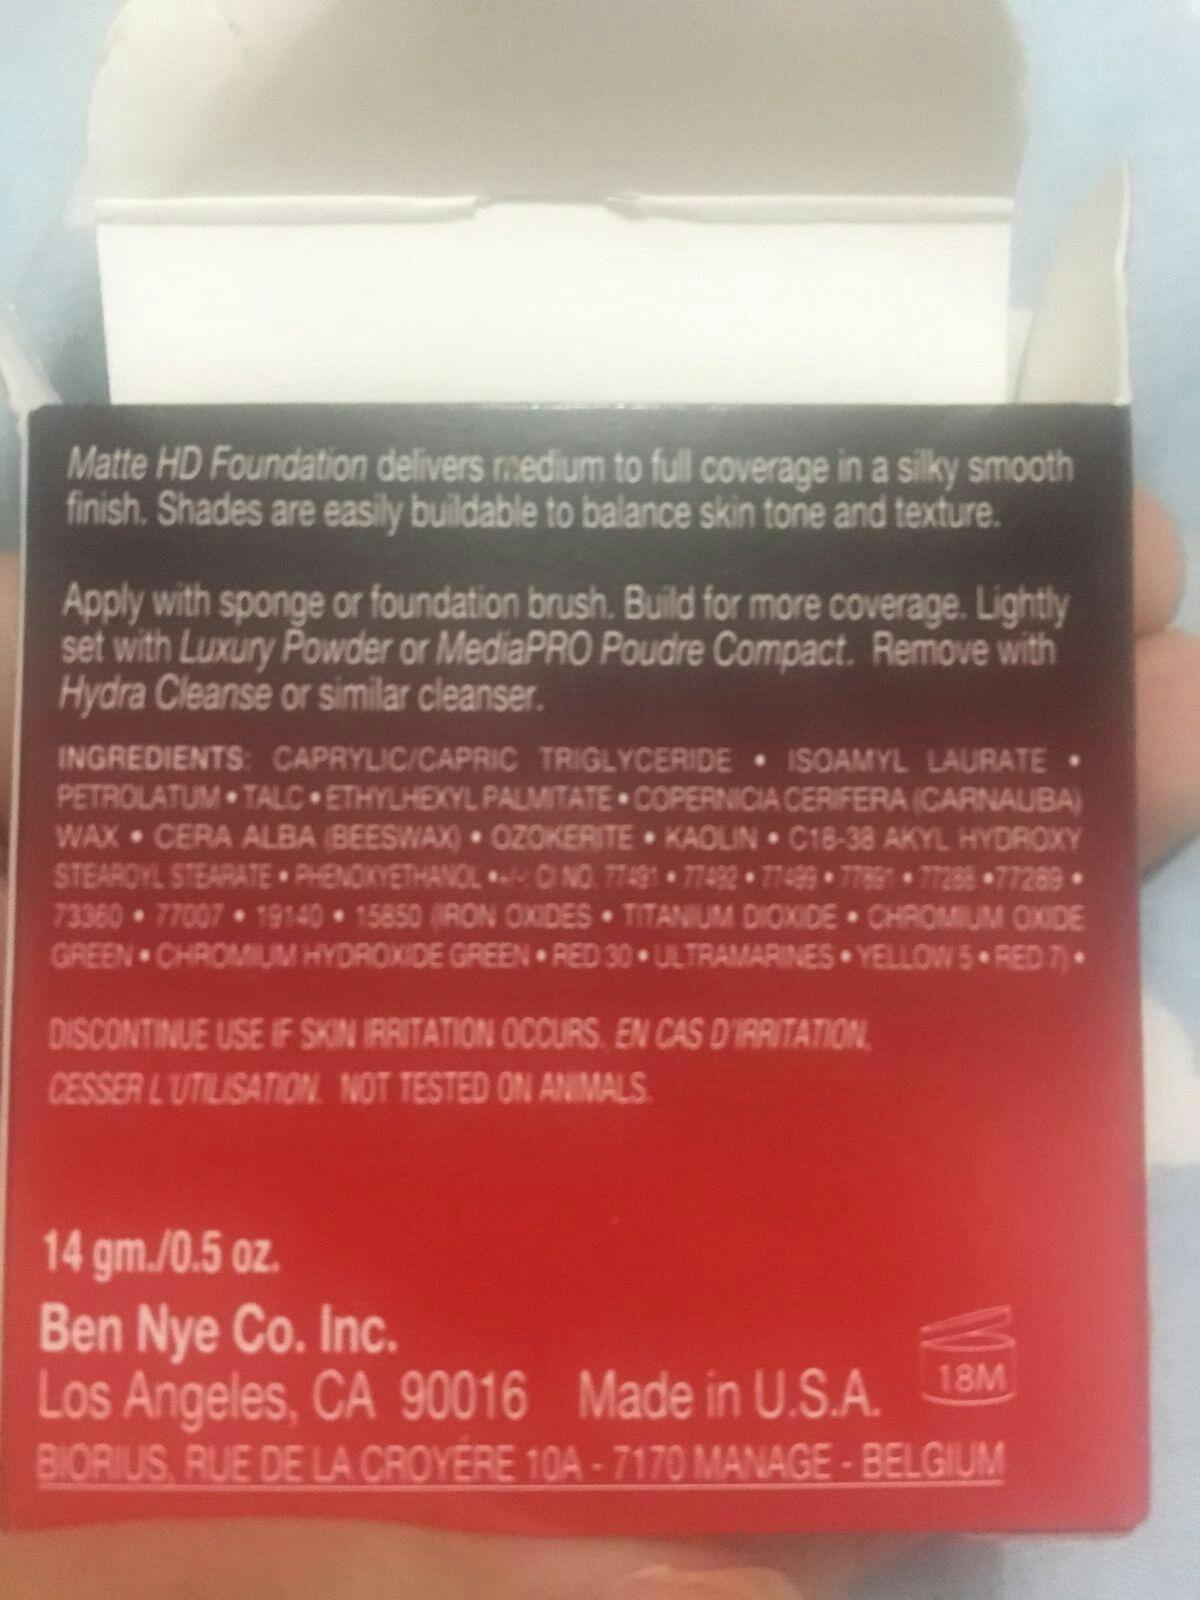 Matte HD Foundation delivers medium to full coverage in a silky smooth
finish. Shades are easily buildable to balance skin tone and texture.
Apply with sponge or foundation brush. Build for more coverage. Lightly
set with Luxury Powder or MediaPRO Poudre Compact. Remove with
Hydra Cleanse or similar cleanser.
INGREDIENTS: CAPRYLIC/CAPRIC TRIGLYCERIDE • ISOAMYL LAURATE •
PETROLATUM • TALC • ETHYLHEXYL PALMITATE • COPERNICIA CERIFERA (CARNAUBA)
WAX • CERA ALBA (BEESWAX) • OZOKERITE • KAOLIN • C18-38 AKYL HYDROXY
STEAROYL STEARATE • PHENOXYETHANOL • +/-: CI NO. 77491 • 77492 • 77499 • 77891 • 77288 • 77289 •
73360 • 77007 • 19140 • 15850 (IRON OXIDES • TITANIUM DIOXIDE • CHROMIUM OXIDE
GREEN • CHROMIUM HYDROXIDE GREEN • RED 30 • ULTRAMARINES • YELLOW 5 • RED 7) •
DISCONTINUE USE IF SKIN IRRITATION OCCURS. EN CAS D'IRRITATION,
CESSER L'UTILISATION. NOT TESTED ON ANIMALS.
14 gm./0.5 oz.
Ben Nye Co. Inc.
Los Angeles, CA 90016 Made in U.S.A.
18M
BIORIUS, RUE DE LA CROYÉRE 10A - 7170 MANAGE - BELGIUM